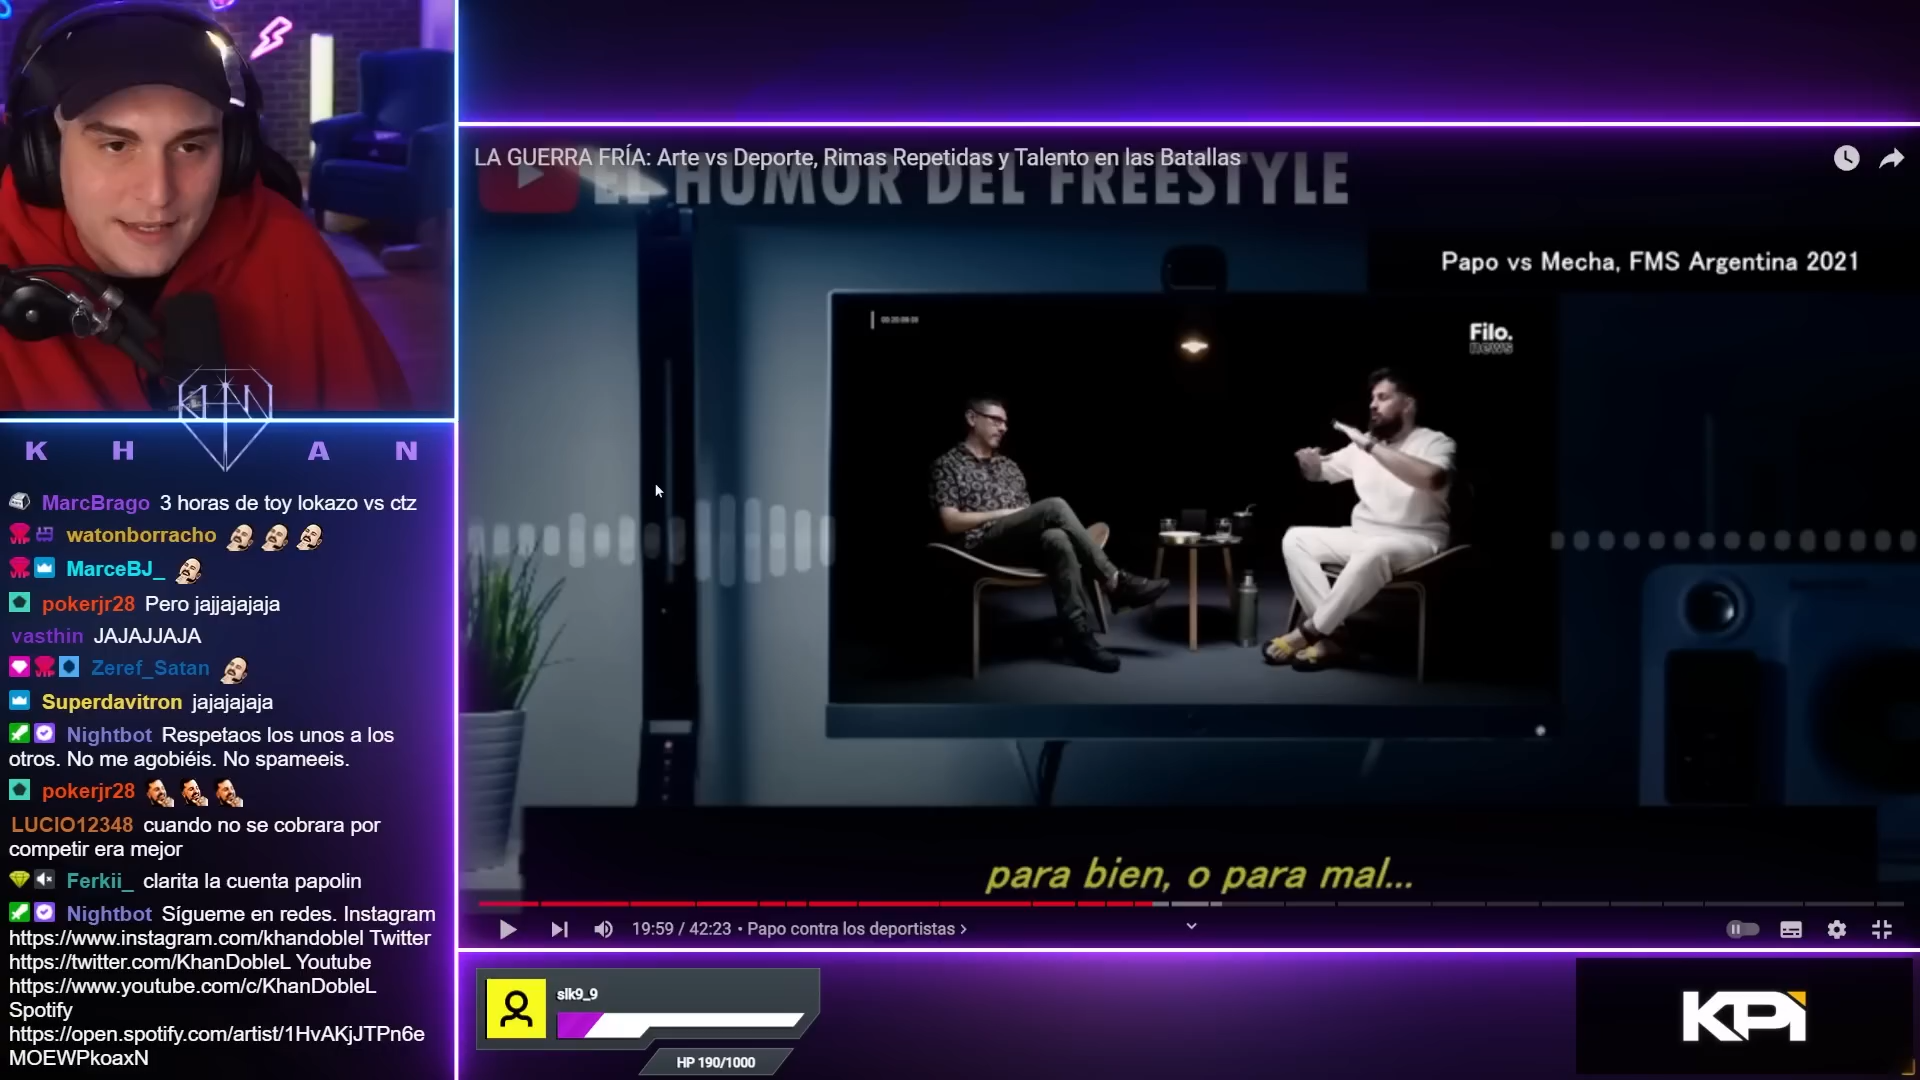 KHAN
K H A N
MarcBrago 3 horas de toy lokazo vs ctz
watonborracho
MarceBJ_
pokerjr28 Pero jajjajajaja
vasthin JAJAJJAJA
Zeref_Satan
Superdavitron jajajajaja
Nightbot Respetaos los unos a los
otros. No me agobiéis. No spameeis.
pokerjr28
LUCIO12348 cuando no se cobrara por
competir era mejor
Ferkii_ clarita la cuenta papolin
Nightbot Sígueme en redes. Instagram
https://www.instagram.com/khandoblel Twitter
https://twitter.com/KhanDobleL Youtube
https://www.youtube.com/c/KhanDobleL
Spotify
https://open.spotify.com/artist/1HvAKjJTPn6e
MOEWPkoaxN
LA GUERRA FRÍA: Arte vs Deporte, Rimas Repetidas y Talento en las Batallas
EL HUMOR DEL FREESTYLE
Papo vs Mecha, FMS Argentina 2021
Filo.
news
para bien, o para mal...
19:59 / 42:23 • Papo contra los deportistas >
slk9_9
HP 190/1000
KPI